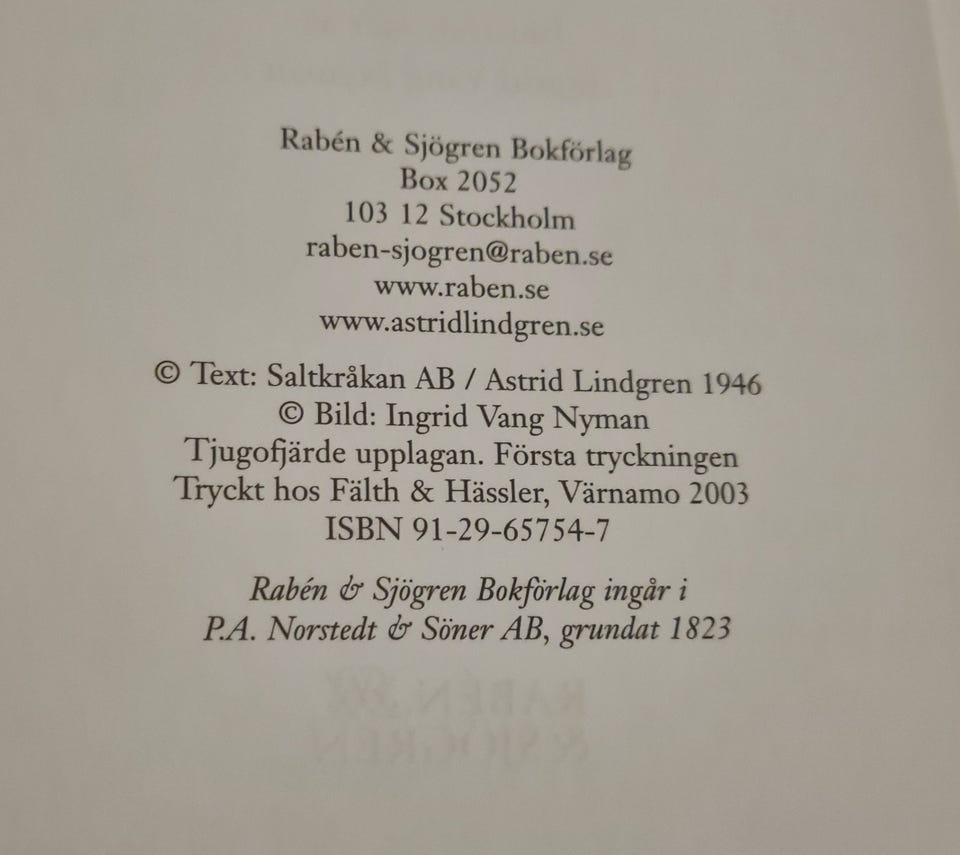 Rabén & Sjögren Bokförlag
Box 2052
103 12 Stockholm
raben-sjogren@raben.se
www.raben.se
www.astridlindgren.se
© Text: Saltkråkan AB / Astrid Lindgren 1946
© Bild: Ingrid Vang Nyman
Tjugofjärde upplagan. Första tryckningen
Tryckt hos Fälth & Hässler, Värnamo 2003
ISBN 91-29-65754-7
Rabén & Sjögren Bokförlag ingår i
P.A. Norstedt & Söner AB, grundat 1823